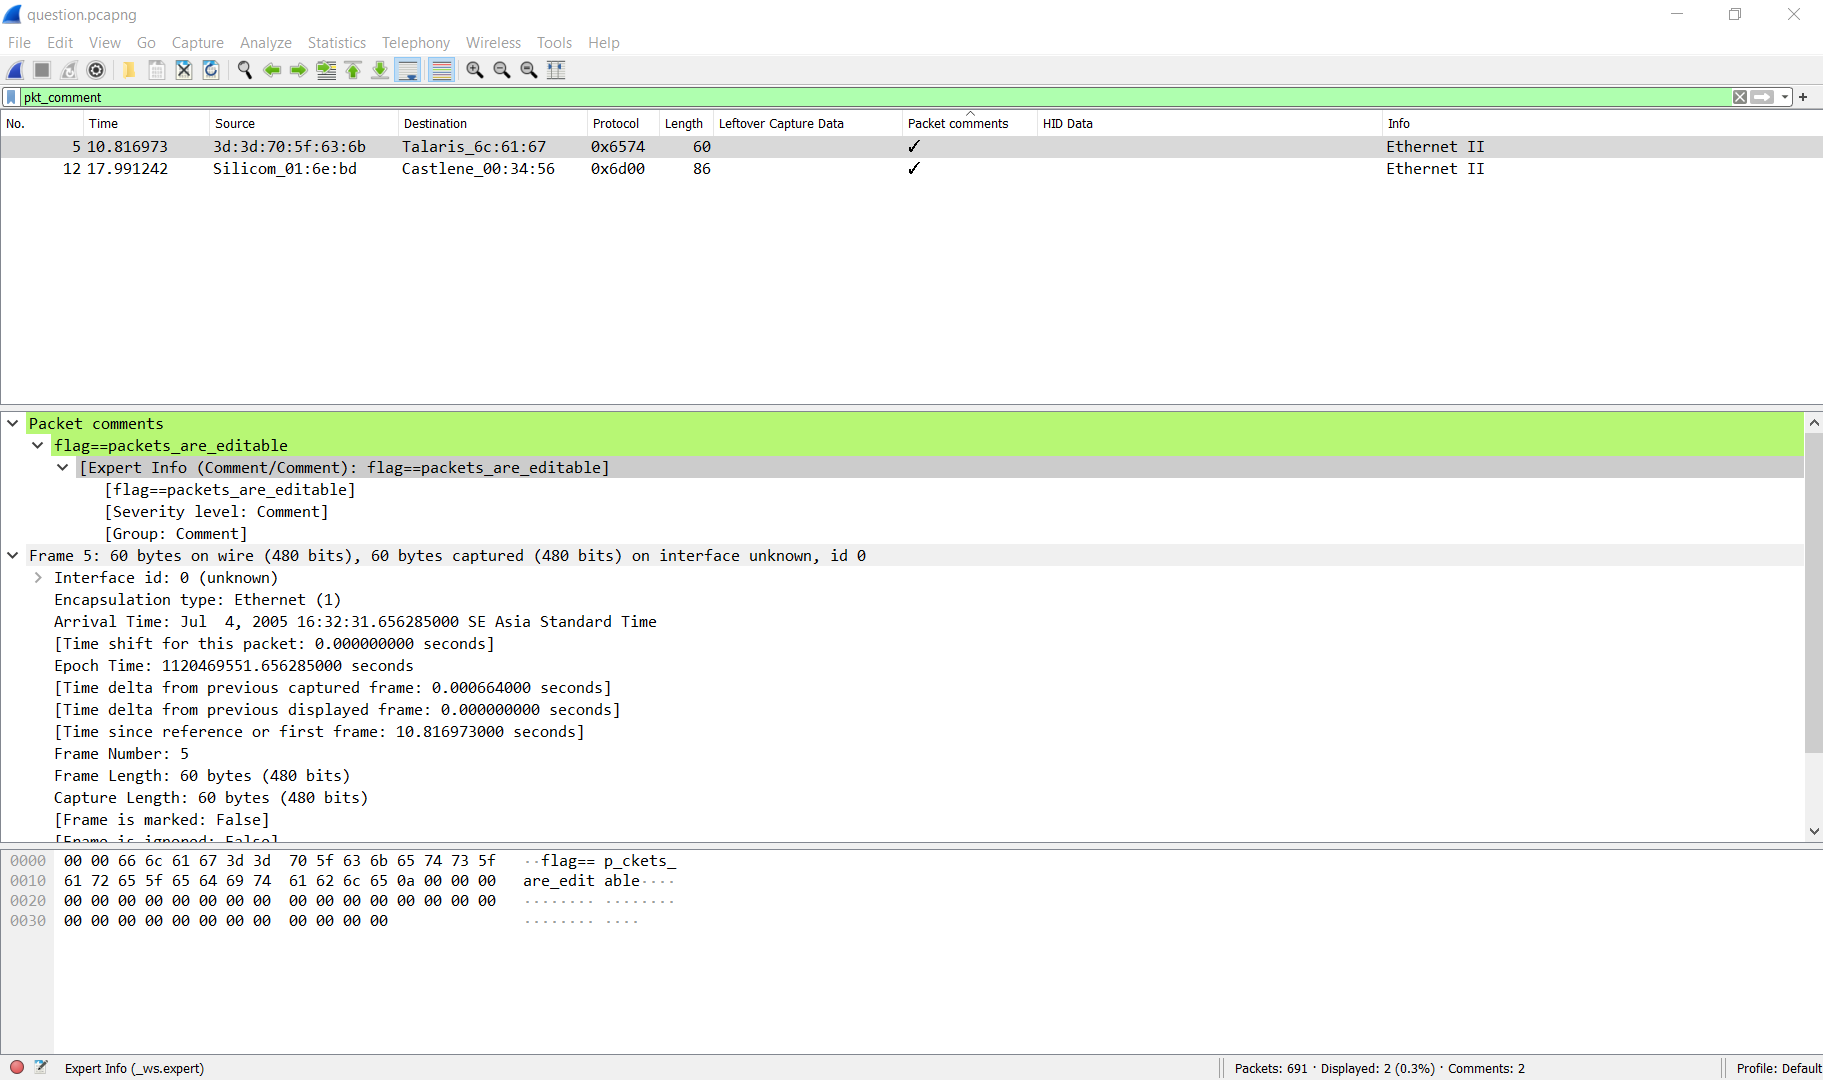 question.pcapng
File Edit View Go Capture Analyze Statistics Telephony Wireless Tools Help
pkt_comment
No. Time Source Destination Protocol Length Leftover Capture Data Packet comments HID Data Info
5 10.816973 3d:3d:70:5f:63:6b Talaris_6c:61:67 0x6574 60 ✓ Ethernet II
12 17.991242 Silicom_01:6e:bd Castlene_00:34:56 0x6d00 86 ✓ Ethernet II
Packet comments
flag==packets_are_editable
[Expert Info (Comment/Comment): flag==packets_are_editable]
[flag==packets_are_editable]
[Severity level: Comment]
[Group: Comment]
Frame 5: 60 bytes on wire (480 bits), 60 bytes captured (480 bits) on interface unknown, id 0
Interface id: 0 (unknown)
Encapsulation type: Ethernet (1)
Arrival Time: Jul  4, 2005 16:32:31.656285000 SE Asia Standard Time
[Time shift for this packet: 0.000000000 seconds]
Epoch Time: 1120469551.656285000 seconds
[Time delta from previous captured frame: 0.000664000 seconds]
[Time delta from previous displayed frame: 0.000000000 seconds]
[Time since reference or first frame: 10.816973000 seconds]
Frame Number: 5
Frame Length: 60 bytes (480 bits)
Capture Length: 60 bytes (480 bits)
[Frame is marked: False]
[Frame is ignored: False]
0000 00 00 66 6c 61 67 3d 3d 70 5f 63 6b 65 74 73 5f ··flag== p_ckets_
0010 61 72 65 5f 65 64 69 74 61 62 6c 65 0a 00 00 00 are_edit able····
0020 00 00 00 00 00 00 00 00 00 00 00 00 00 00 00 00 ········ ········
0030 00 00 00 00 00 00 00 00 00 00 00 00 ········ ····
Expert Info (_ws.expert) Packets: 691 · Displayed: 2 (0.3%) · Comments: 2 Profile: Default